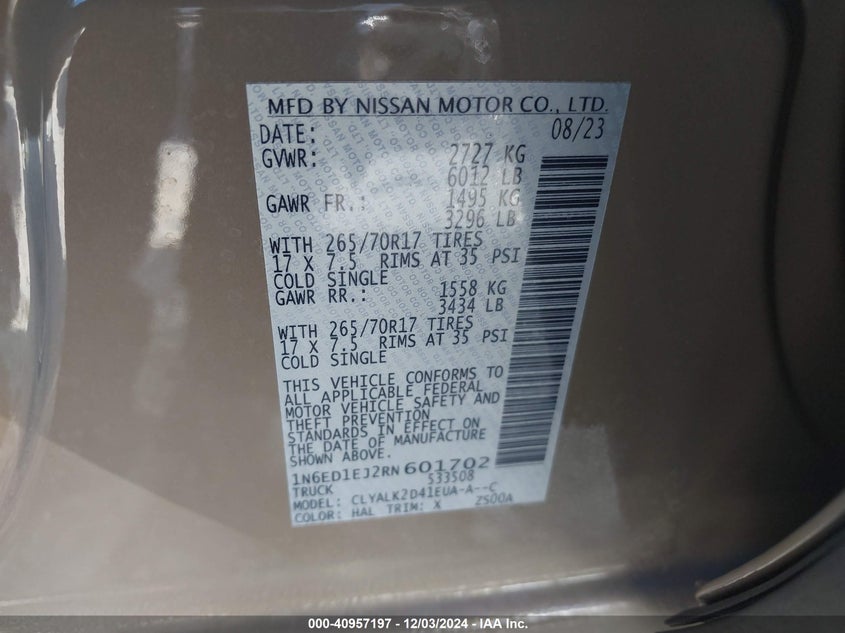 MFD BY NISSAN MOTOR CO., LTD.
DATE: 08/23
GVWR: 2727 KG
6012 LB
GAWR FR.: 1495 KG
3296 LB
WITH 265/70R17 TIRES
17 X 7.5 RIMS AT 35 PSI
COLD SINGLE
GAWR RR.: 1558 KG
3434 LB
WITH 265/70R17 TIRES
17 X 7.5 RIMS AT 35 PSI
COLD SINGLE
THIS VEHICLE CONFORMS TO
ALL APPLICABLE FEDERAL
MOTOR VEHICLE SAFETY AND
THEFT PREVENTION
STANDARDS IN EFFECT ON
THE DATE OF MANUFACTURE
SHOWN ABOVE.
1N6ED1EJ2RN601702
TRUCK 533508
MODEL: CLYALK2D41EUA-A--C
COLOR: HAL TRIM: X ZS00A
000-40957197 - 12/03/2024 - IAA Inc.